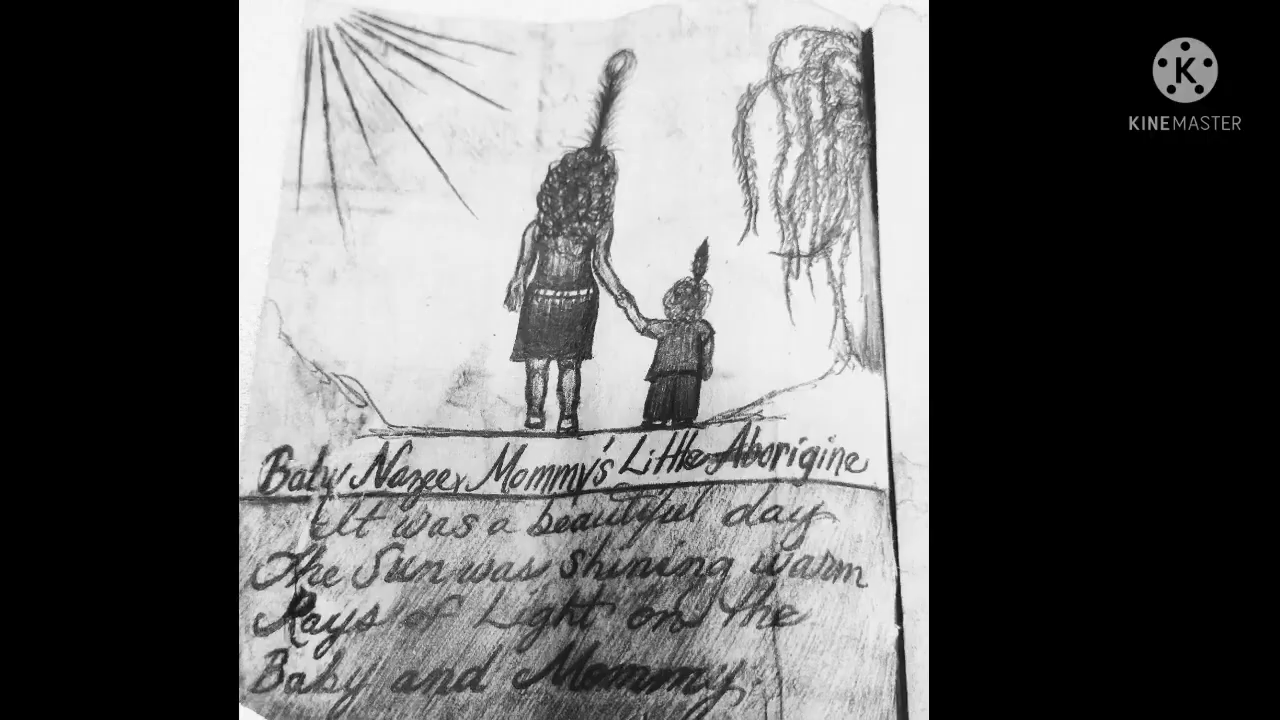 Baby Nazeer Mommy's Little Aborigine
It was a beautiful day
The Sun was shining warm
Rays of Light on the
Baby and Mommy.
K
KINEMASTER